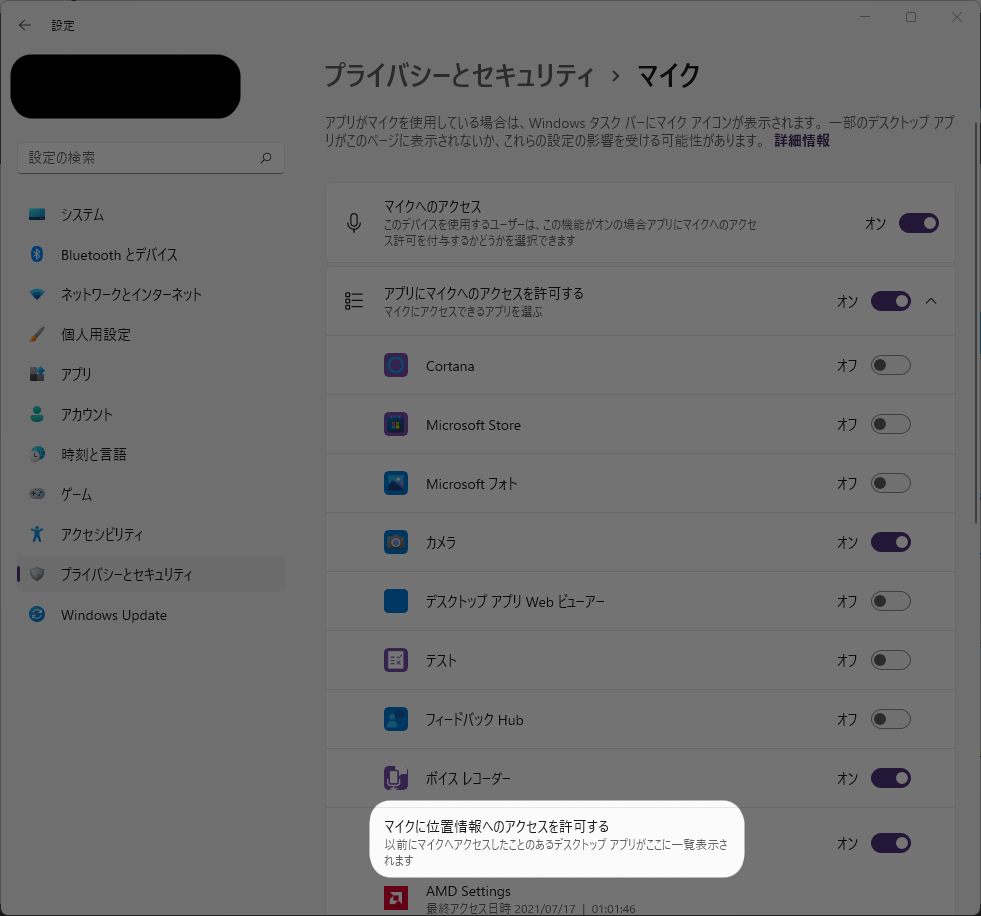 設定
プライバシーとセキュリティ › マイク
アプリがマイクを使用している場合は、Windows タスク バーにマイク アイコンが表示されます。一部のデスクトップ アプ
リがこのページに表示されないか、これらの設定の影響を受ける可能性があります。 詳細情報
設定の検索
システム
Bluetooth とデバイス
ネットワークとインターネット
個人用設定
アプリ
アカウント
時刻と言語
ゲーム
アクセシビリティ
プライバシーとセキュリティ
Windows Update
マイクへのアクセス
このデバイスを使用するユーザーは、この機能がオンの場合アプリにマイクへのアクセ
ス許可を付与するかどうかを選択できます
オン
アプリにマイクへのアクセスを許可する
マイクにアクセスできるアプリを選ぶ
オン
Cortana オフ
Microsoft Store オフ
Microsoft フォト オフ
カメラ オン
デスクトップ アプリ Web ビューアー オフ
テスト オフ
フィードバック Hub オフ
ボイス レコーダー オン
マイクに位置情報へのアクセスを許可する
以前にマイクへアクセスしたことのあるデスクトップ アプリがここに一覧表示さ
れます
オン
AMD Settings
最終アクセス日時 2021/07/17 | 01:01:46